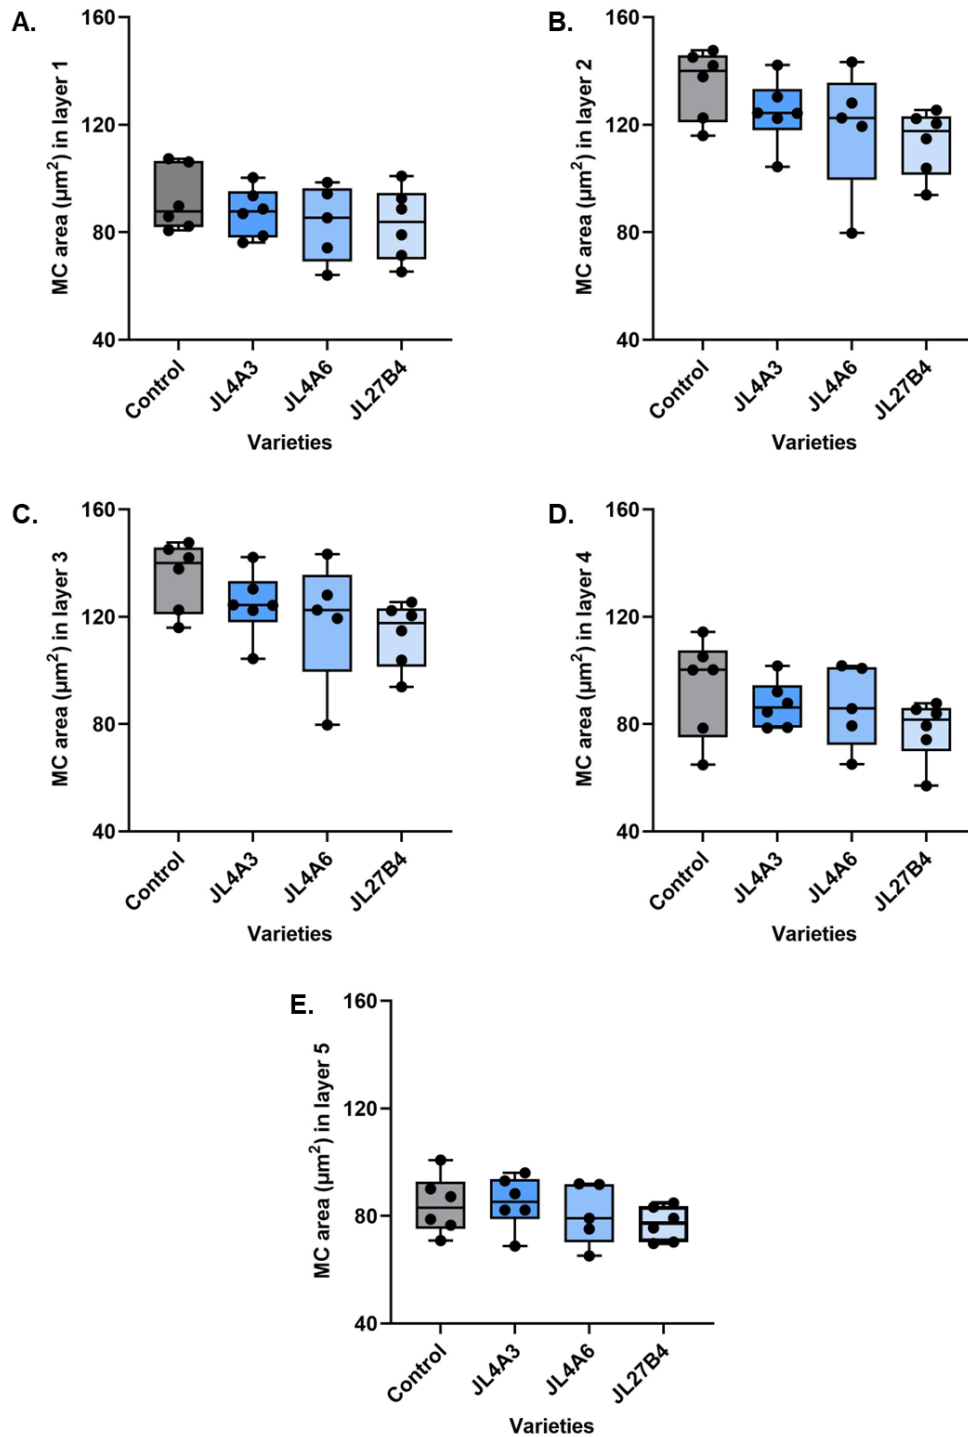 A.
MC area (µm²) in layer 1
160
120
80
40
Control
JL4A3
JL4A6
JL27B4
Varieties
B.
MC area (µm²) in layer 2
160
120
80
40
Control
JL4A3
JL4A6
JL27B4
Varieties
C.
MC area (µm²) in layer 3
160
120
80
40
Control
JL4A3
JL4A6
JL27B4
Varieties
D.
MC area (µm²) in layer 4
160
120
80
40
Control
JL4A3
JL4A6
JL27B4
Varieties
E.
MC area (µm²) in layer 5
160
120
80
40
Control
JL4A3
JL4A6
JL27B4
Varieties